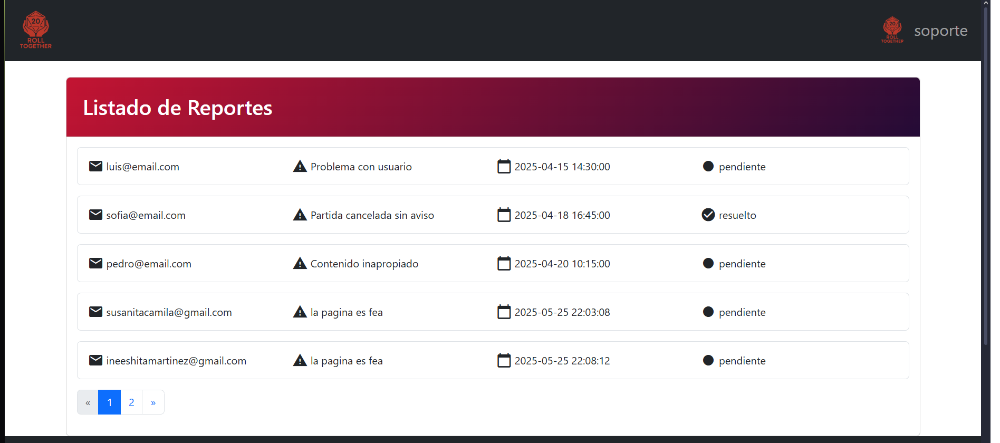 20
ROLL
TOGETHER
20
ROLL
TOGETHER
soporte
Listado de Reportes
luis@email.com Problema con usuario 2025-04-15 14:30:00 pendiente
sofia@email.com Partida cancelada sin aviso 2025-04-18 16:45:00 resuelto
pedro@email.com Contenido inapropiado 2025-04-20 10:15:00 pendiente
susanitacamila@gmail.com la pagina es fea 2025-05-25 22:03:08 pendiente
ineeshitamartinez@gmail.com la pagina es fea 2025-05-25 22:08:12 pendiente
« 1 2 »